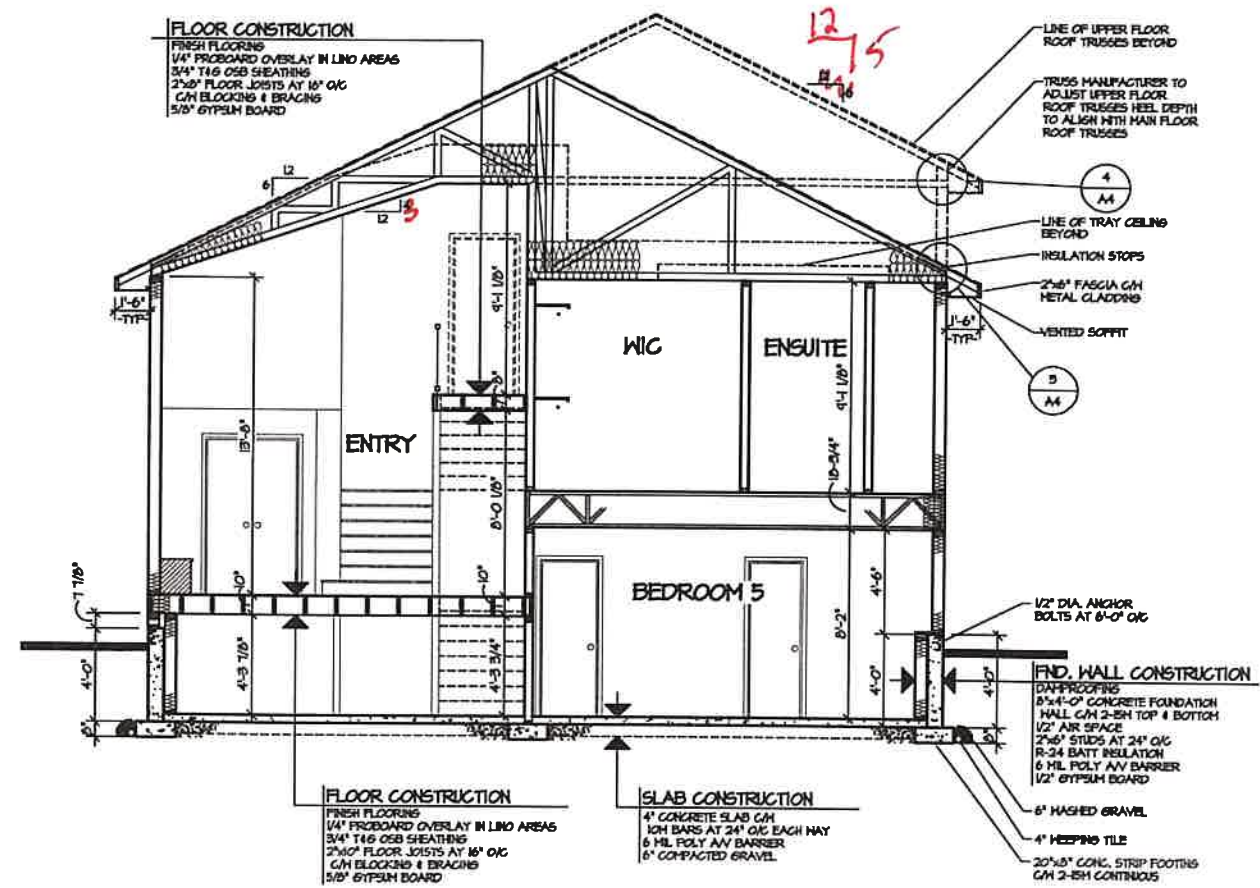 FLOOR CONSTRUCTION
FINISH FLOORING
1/4" PROBOARD OVERLAY IN LINO AREAS
3/4" T&G OSB SHEATHING
2"x8" FLOOR JOISTS AT 16" O/C
C/W BLOCKING & BRACING
5/8" GYPSUM BOARD
12
5
12
6
LINE OF UPPER FLOOR
ROOF TRUSSES BEYOND
TRUSS MANUFACTURER TO
ADJUST UPPER FLOOR
ROOF TRUSSES HEEL DEPTH
TO ALIGN WITH MAIN FLOOR
ROOF TRUSSES
4
A4
12
6
12
3
LINE OF TRAY CEILING
BEYOND
INSULATION STOPS
2"x6" FASCIA C/W
METAL CLADDING
VENTED SOFFIT
1'-6"
TYP
1'-6"
TYP
5
A4
9'-1 1/8"
WIC
ENSUITE
9'-1 1/8"
8"
13'-8"
ENTRY
8'-0 1/8"
18-3/4"
BEDROOM 5
7 7/8"
10"
10"
4'-6"
8'-2"
4'-0"
4'-3 7/8"
4'-3 3/4"
4'-0"
4'-0"
8"
8"
1/2" DIA. ANCHOR
BOLTS AT 6'-0" O/C
FND. WALL CONSTRUCTION
DAMPROOFING
8"x4'-0" CONCRETE FOUNDATION
WALL C/W 2-15M TOP & BOTTOM
1/2" AIR SPACE
2"x6" STUDS AT 24" O/C
R-24 BATT INSULATION
6 MIL POLY A/V BARRIER
1/2" GYPSUM BOARD
6" WASHED GRAVEL
4" WEEPING TILE
20"x8" CONC. STRIP FOOTING
C/W 2-15M CONTINUOUS
FLOOR CONSTRUCTION
FINISH FLOORING
1/4" PROBOARD OVERLAY IN LINO AREAS
3/4" T&G OSB SHEATHING
2"x10" FLOOR JOISTS AY 16" O/C
C/W BLOCKING & BRACING
5/8" GYPSUM BOARD
SLAB CONSTRUCTION
4" CONCRETE SLAB C/W
10M BARS AT 24" O/C EACH WAY
6 MIL POLY A/V BARRIER
6" COMPACTED GRAVEL